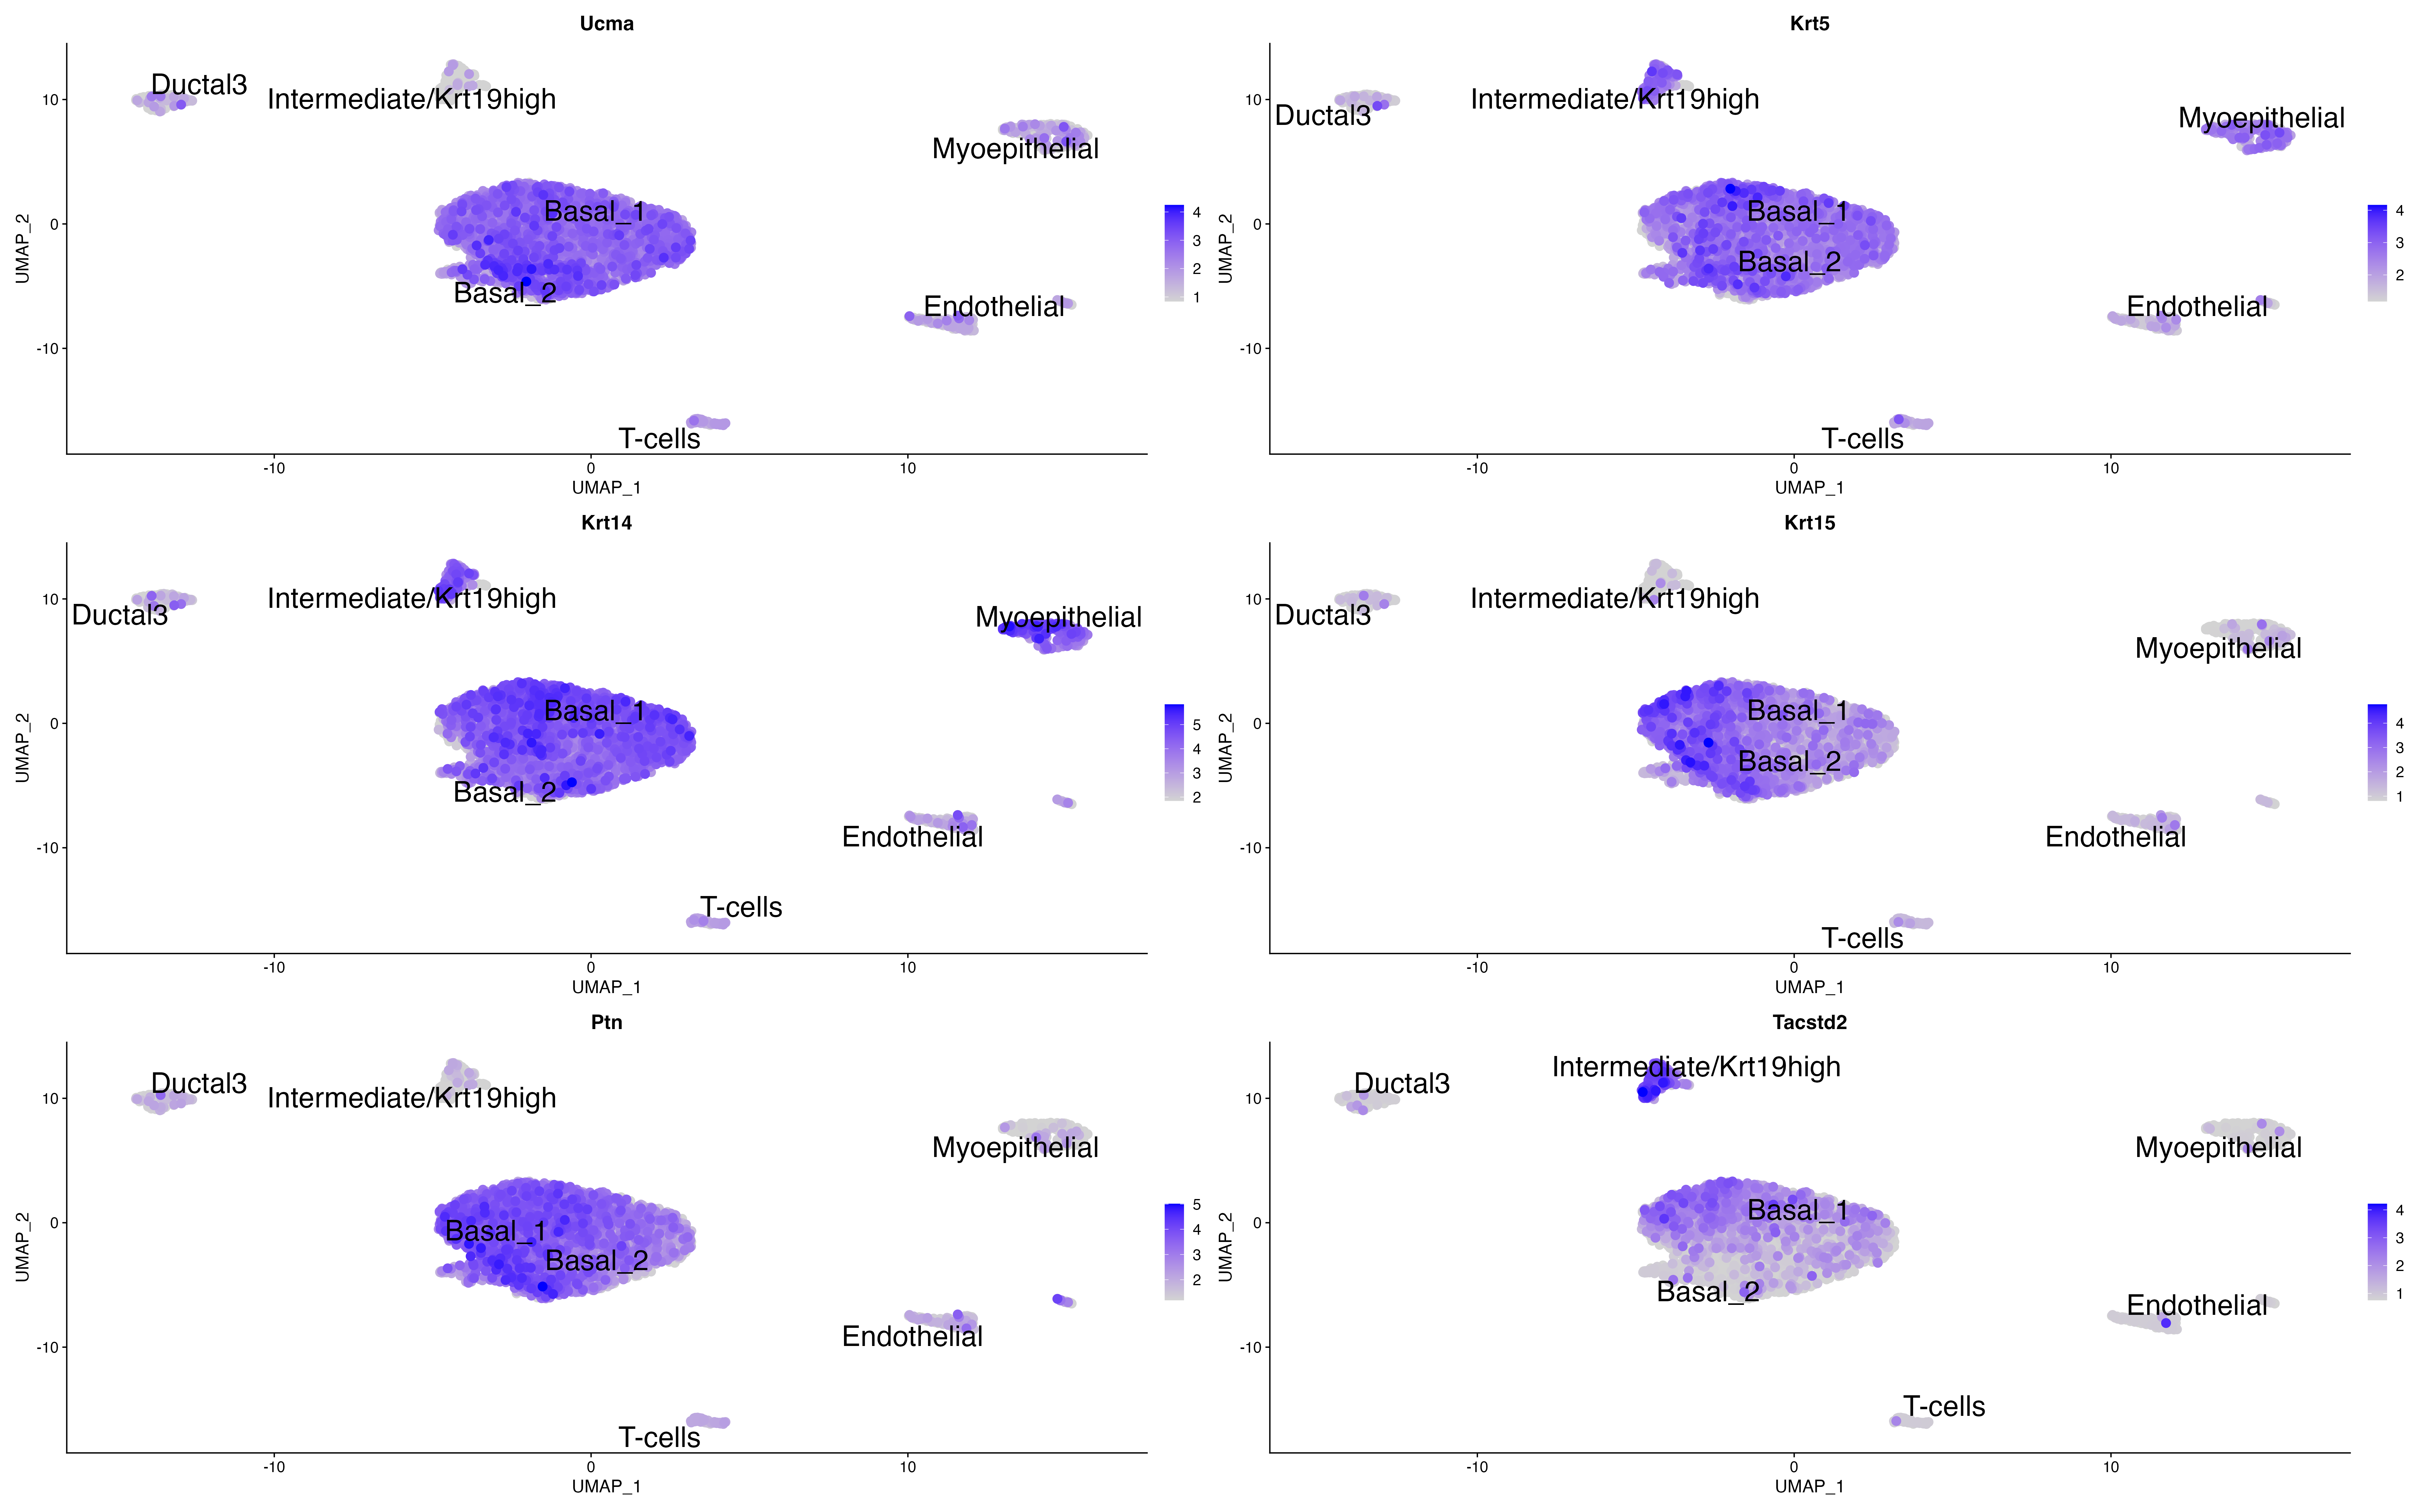 Ucma
Ductal3
Intermediate/Krt19high
Myoepithelial
Basal_1
Basal_2
Endothelial
T-cells
10
0
-10
UMAP_2
-10
0
10
UMAP_1
4
3
2
1
Krt5
Ductal3
Intermediate/Krt19high
Myoepithelial
Basal_1
Basal_2
Endothelial
T-cells
10
0
-10
UMAP_2
-10
0
10
UMAP_1
4
3
2
Krt14
Ductal3
Intermediate/Krt19high
Myoepithelial
Basal_1
Basal_2
Endothelial
T-cells
10
0
-10
UMAP_2
-10
0
10
UMAP_1
5
4
3
2
Krt15
Ductal3
Intermediate/Krt19high
Myoepithelial
Basal_1
Basal_2
Endothelial
T-cells
10
0
-10
UMAP_2
-10
0
10
UMAP_1
4
3
2
1
Ptn
Ductal3
Intermediate/Krt19high
Myoepithelial
Basal_1
Basal_2
Endothelial
T-cells
10
0
-10
UMAP_2
-10
0
10
UMAP_1
5
4
3
2
Tacstd2
Intermediate/Krt19high
Ductal3
Myoepithelial
Basal_1
Basal_2
Endothelial
T-cells
10
0
-10
UMAP_2
-10
0
10
UMAP_1
4
3
2
1